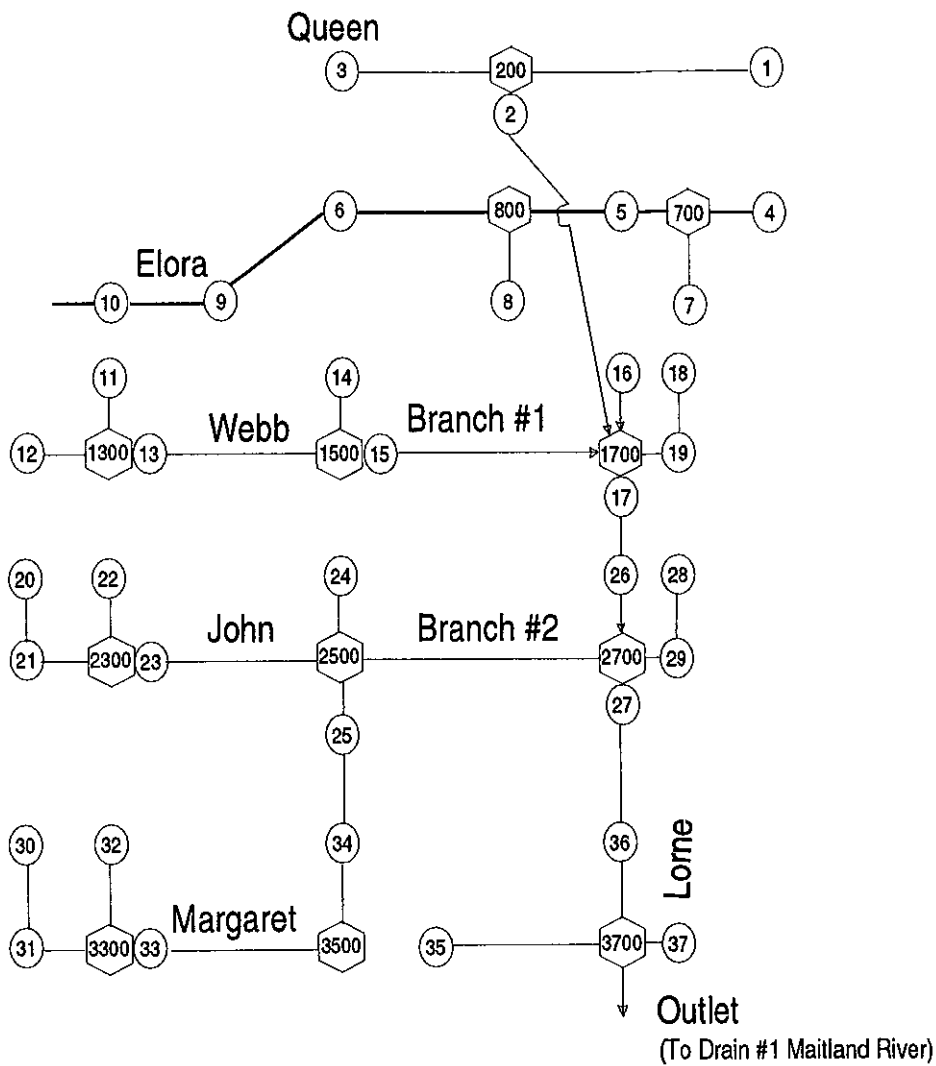 Queen
3 200 1
2
6 800 5 700 4
Elora
10 9 8 7
11 14 16 18
Webb Branch #1
12 1300 13 1500 15 1700 19
17
20 22 24 26 28
John Branch #2
21 2300 23 2500 2700 29
27
25
30 32 34 36
Lorne
Margaret
31 3300 33 3500 35 3700 37
Outlet
(To Drain #1 Maitland River)